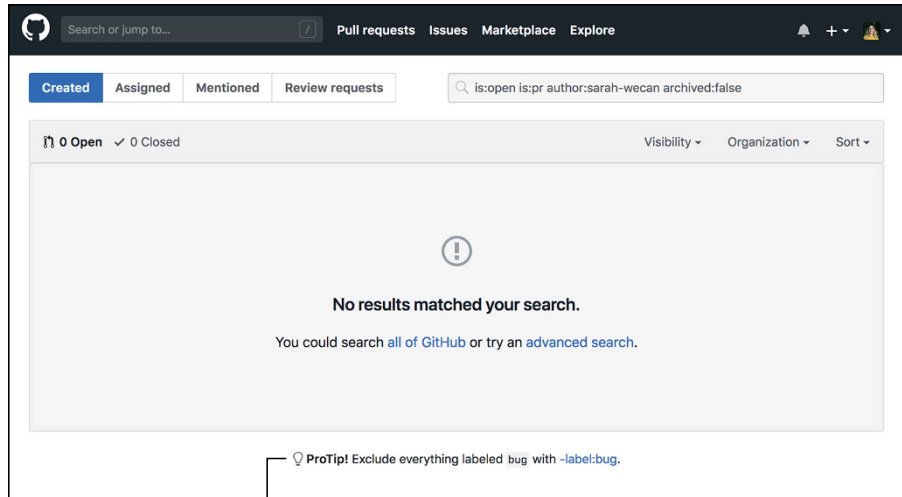 Search or jump to... / Pull requests Issues Marketplace Explore
Created Assigned Mentioned Review requests is:open is:pr author:sarah-wecan archived:false
0 Open 0 Closed Visibility Organization Sort
No results matched your search.
You could search all of GitHub or try an advanced search.
ProTip! Exclude everything labeled bug with -label:bug.